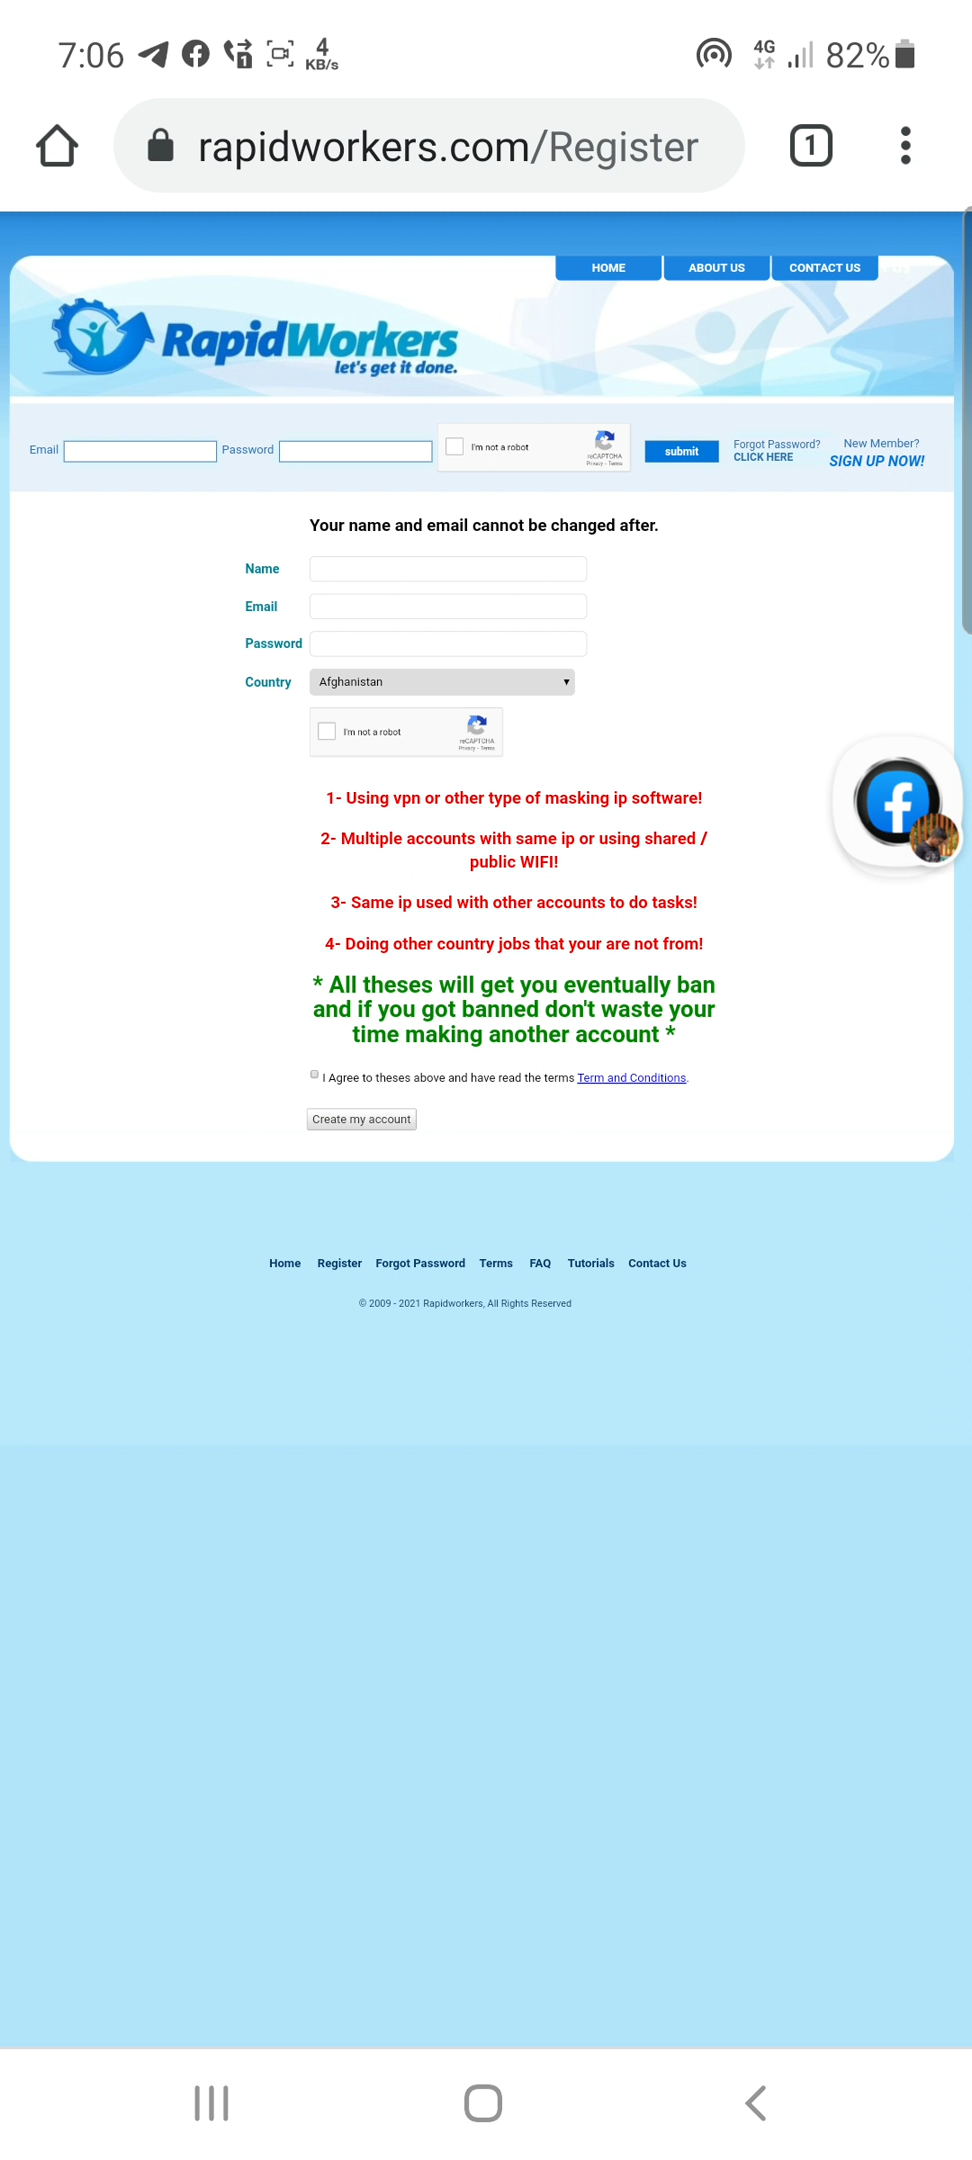 7:06 1 4 KB/s 4G 82%
rapidworkers.com/Register 1
HOME ABOUT US CONTACT US
RapidWorkers
let's get it done.
Email Password I'm not a robot reCAPTCHA Privacy - Terms submit Forgot Password? CLICK HERE New Member? SIGN UP NOW!
Your name and email cannot be changed after.
Name
Email
Password
Country Afghanistan
I'm not a robot reCAPTCHA
Privacy - Terms
1- Using vpn or other type of masking ip software!
2- Multiple accounts with same ip or using shared /
public WIFI!
3- Same ip used with other accounts to do tasks!
4- Doing other country jobs that your are not from!
* All theses will get you eventually ban
and if you got banned don't waste your
time making another account *
I Agree to theses above and have read the terms Term and Conditions.
Create my account
Home Register Forgot Password Terms FAQ Tutorials Contact Us
© 2009 - 2021 Rapidworkers, All Rights Reserved